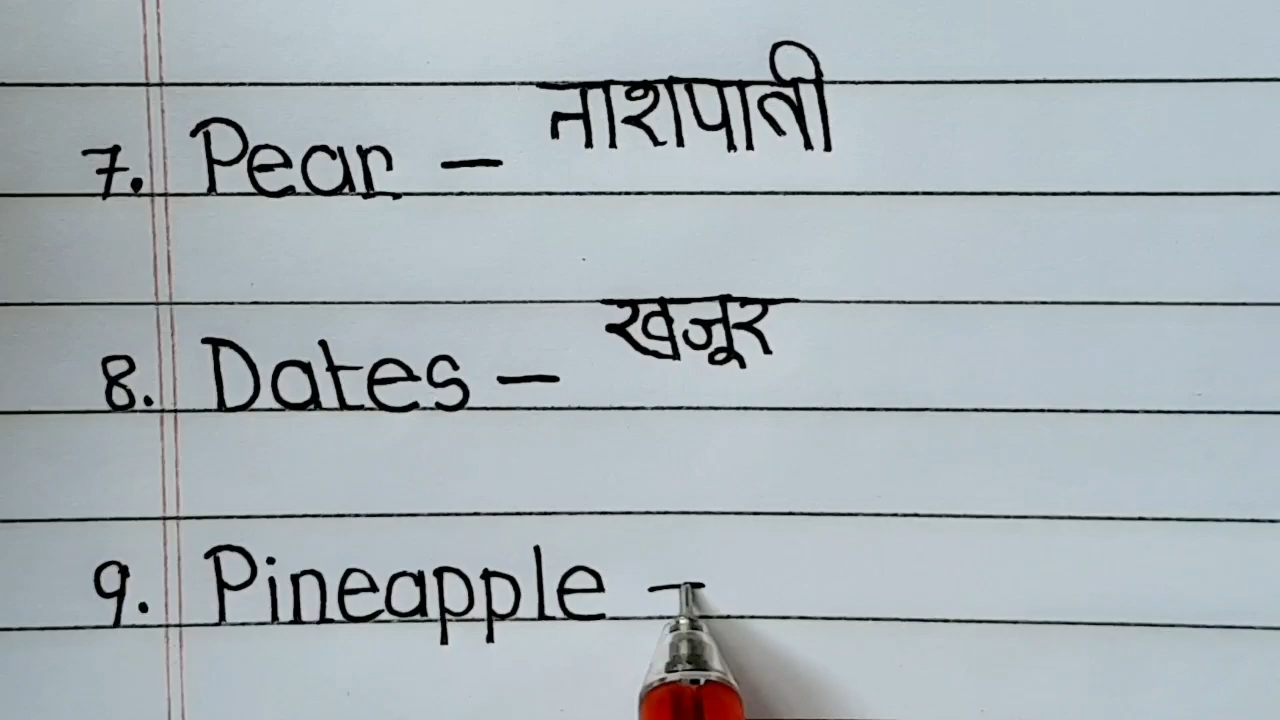 7. Pear – नाशपाती
8. Dates – खजूर
9. Pineapple –